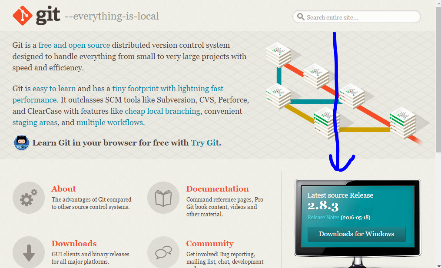 git --everything-is-local
Search entire site...
Git is a free and open source distributed version control system
designed to handle everything from small to very large projects with
speed and efficiency.
Git is easy to learn and has a tiny footprint with lightning fast
performance. It outclasses SCM tools like Subversion, CVS, Perforce,
and ClearCase with features like cheap local branching, convenient
staging areas, and multiple workflows.
Learn Git in your browser for free with Try Git.
About
The advantages of Git compared
to other source control systems.
Documentation
Command reference pages, Pro
Git book content, videos and
other material.
Downloads
GUI clients and binary releases
for all major platforms.
Community
Get involved! Bug reporting,
mailing list, chat, development
Latest source Release
2.8.3
Release Notes (2016-05-18)
Downloads for Windows